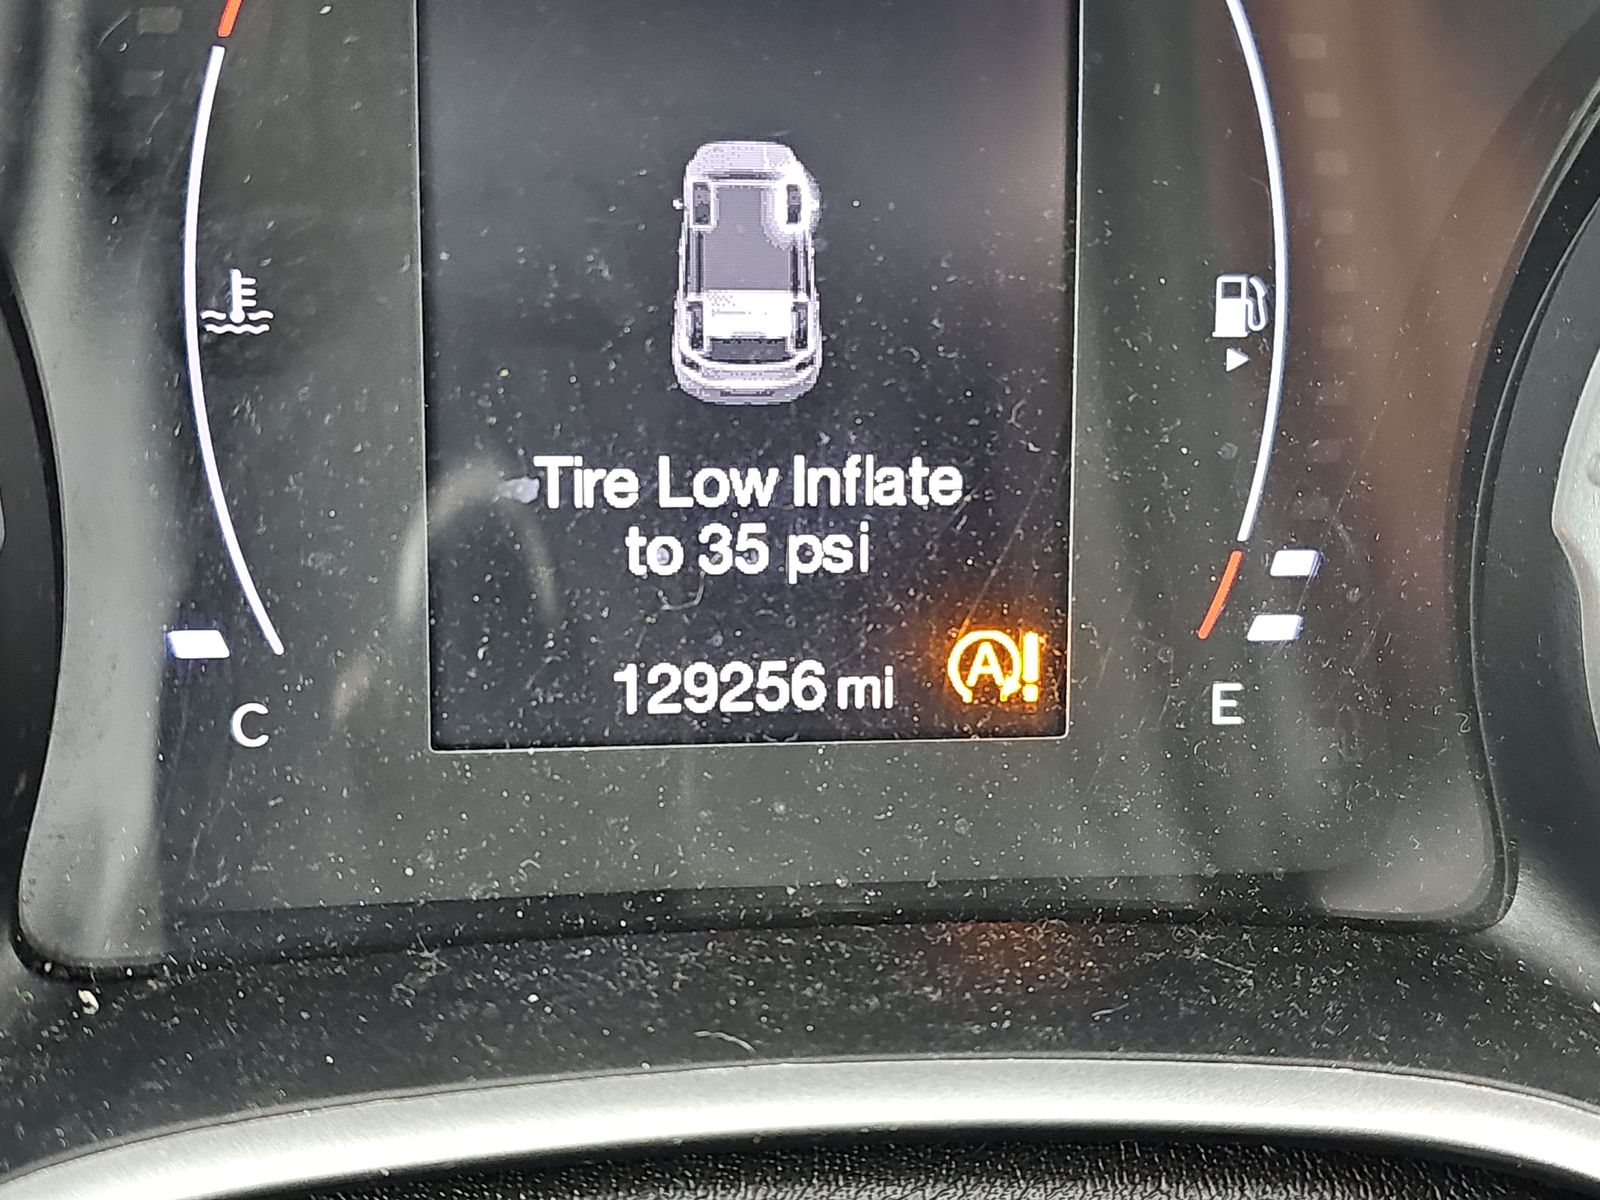 Tire Low Inflate
to 35 psi
129256 mi
A!
C
E